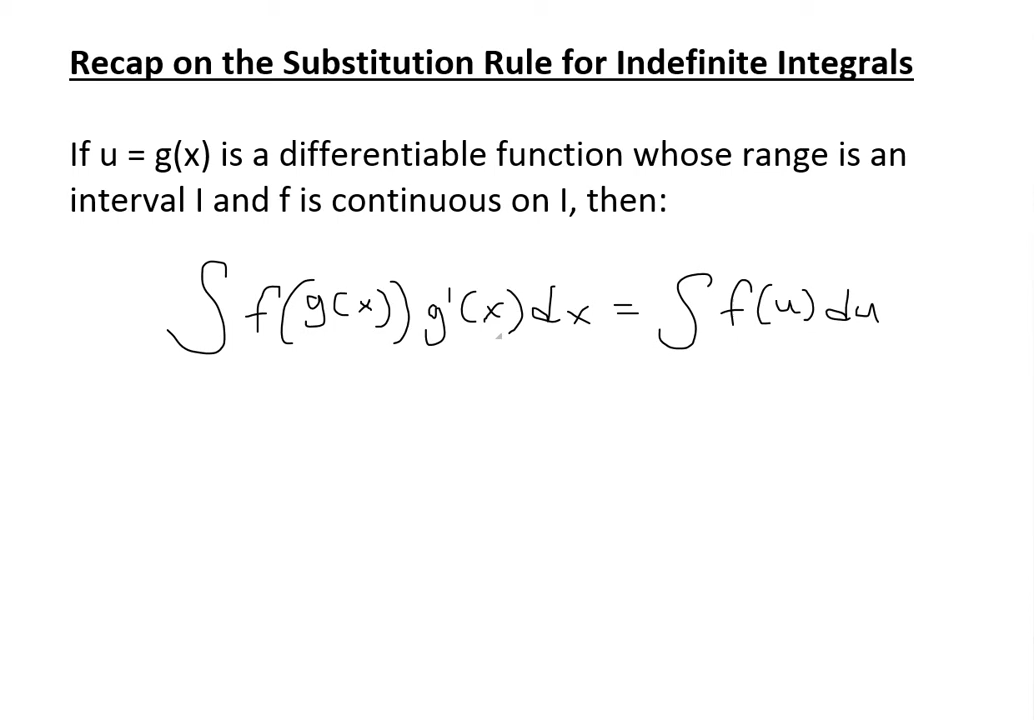 Recap on the Substitution Rule for Indefinite Integrals
If u = g(x) is a differentiable function whose range is an
interval I and f is continuous on I, then:
∫ f(g(x)) g'(x) dx = ∫ f(u) du